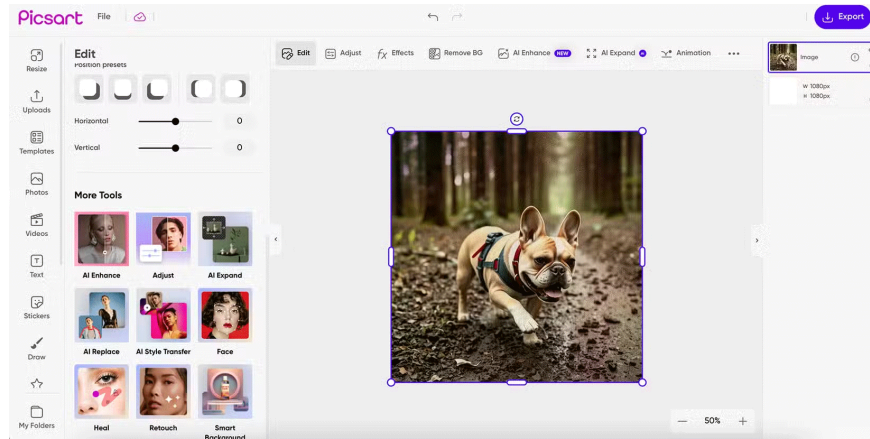 Picsart
File
Export
Resize
Uploads
Templates
Photos
Videos
Text
Stickers
Draw
My Folders
Edit
Position presets
Horizontal
0
Vertical
0
More Tools
AI Enhance
Adjust
AI Expand
AI Replace
AI Style Transfer
Face
Heal
Retouch
Smart
Background
Edit
Adjust
fx Effects
Remove BG
AI Enhance NEW
AI Expand
Animation
50%
Image
W 1080px
H 1080px